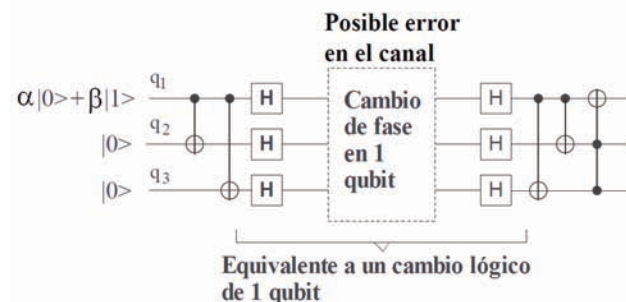 Posible error
en el canal
q₁
α|0>+β|1>
H
H
Cambio
de fase
en 1
qubit
q₂
|0>
H
H
q₃
|0>
H
H
Equivalente a un cambio lógico
de 1 qubit